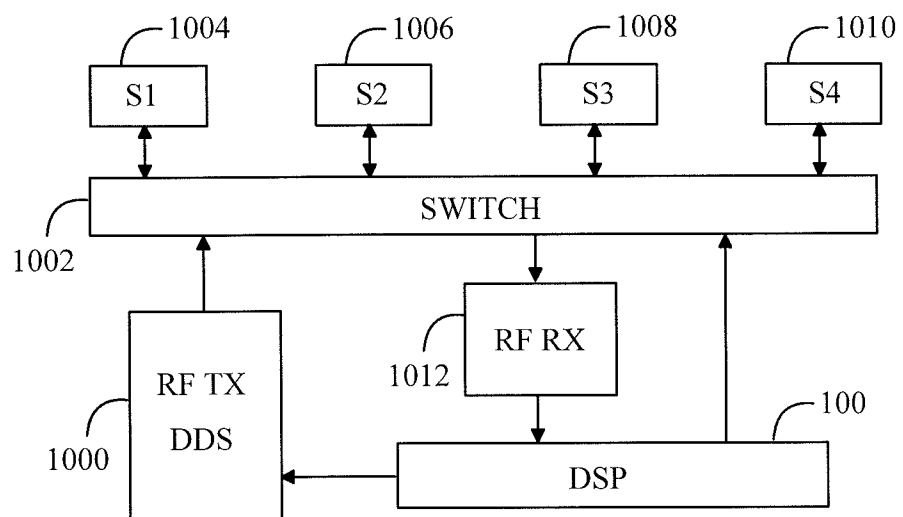 1004
1006
1008
1010
S1
S2
S3
S4
SWITCH
1002
RF RX
1012
RF TX
DDS
1000
100
DSP